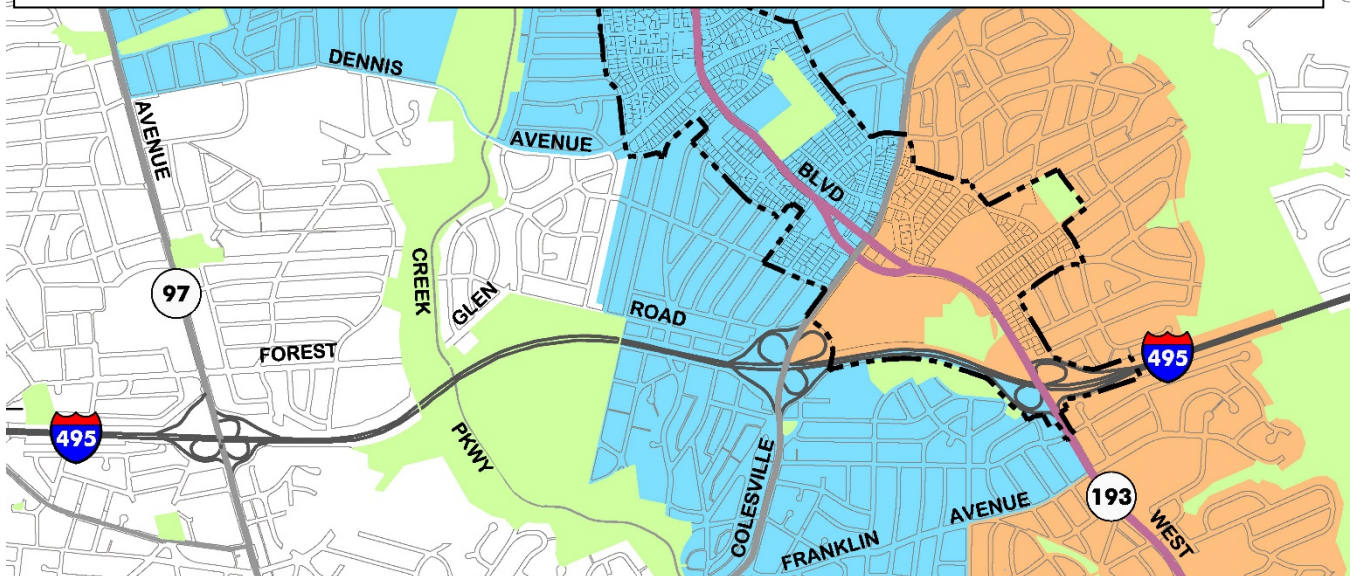 DENNIS
AVENUE
AVENUE
BLVD
CREEK
97
GLEN
ROAD
FOREST
495
495
PKWY
COLESVILLE
193
AVENUE
WEST
FRANKLIN